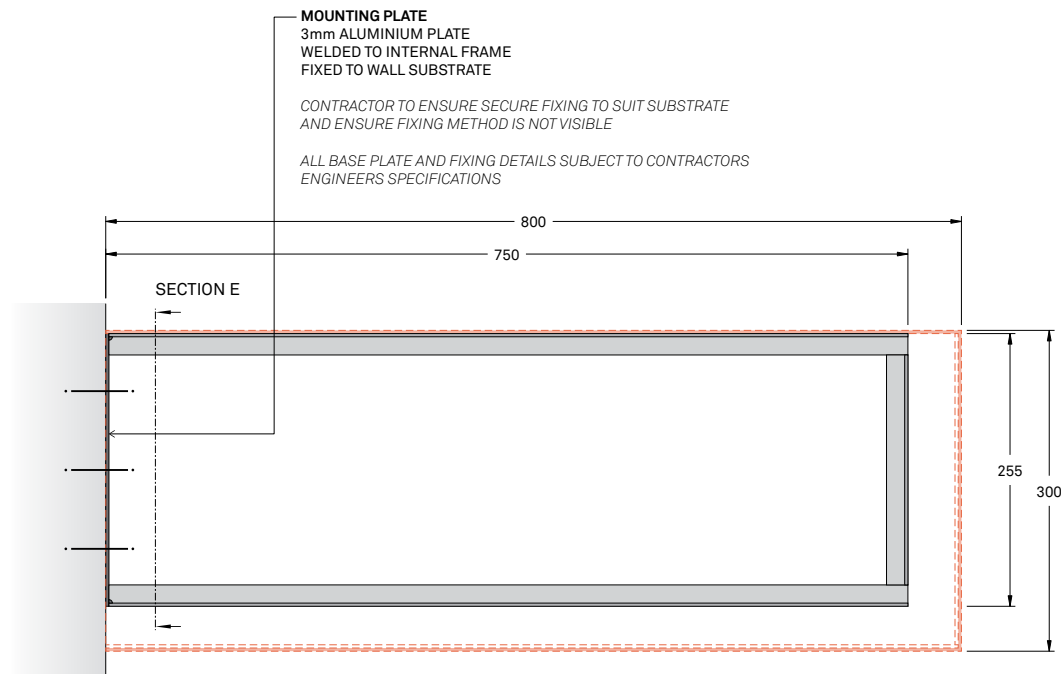 MOUNTING PLATE
3mm ALUMINIUM PLATE
WELDED TO INTERNAL FRAME
FIXED TO WALL SUBSTRATE
CONTRACTOR TO ENSURE SECURE FIXING TO SUIT SUBSTRATE
AND ENSURE FIXING METHOD IS NOT VISIBLE
ALL BASE PLATE AND FIXING DETAILS SUBJECT TO CONTRACTORS
ENGINEERS SPECIFICATIONS
800
750
SECTION E
255
300